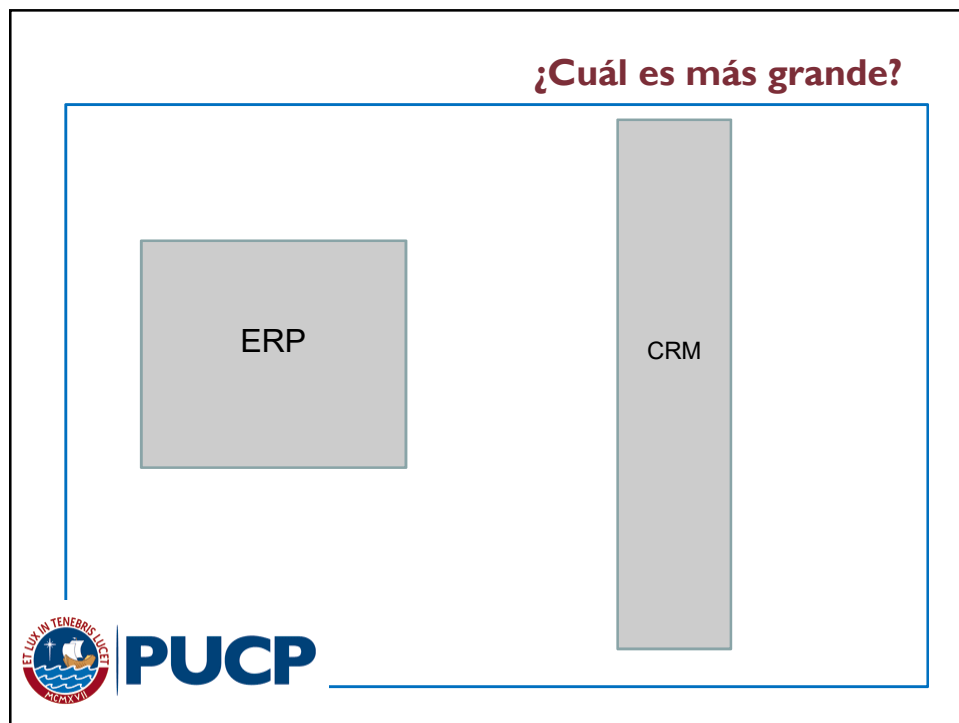 ¿Cuál es más grande?
ERP
CRM
ET LUX IN TENEBRIS LUCET
MCMXVII
PUCP